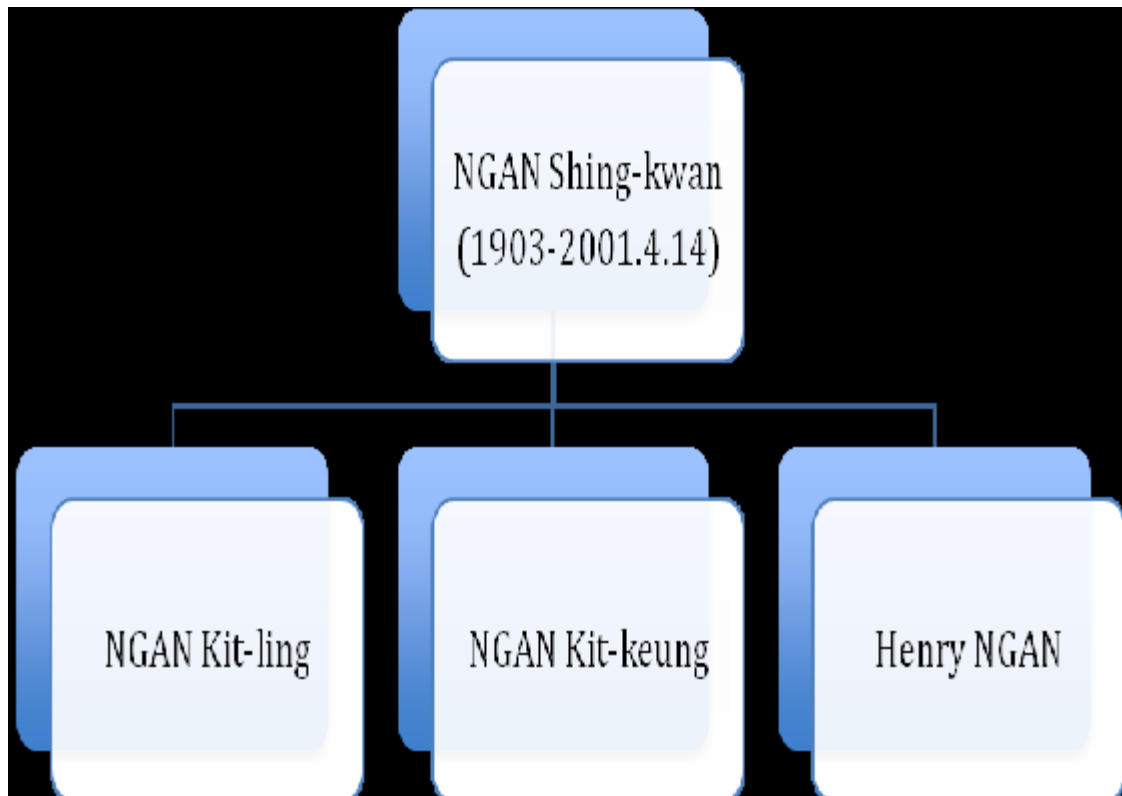 NGAN Shing-kwan
(1903-2001.4.14)
NGAN Kit-ling
NGAN Kit-keung
Henry NGAN